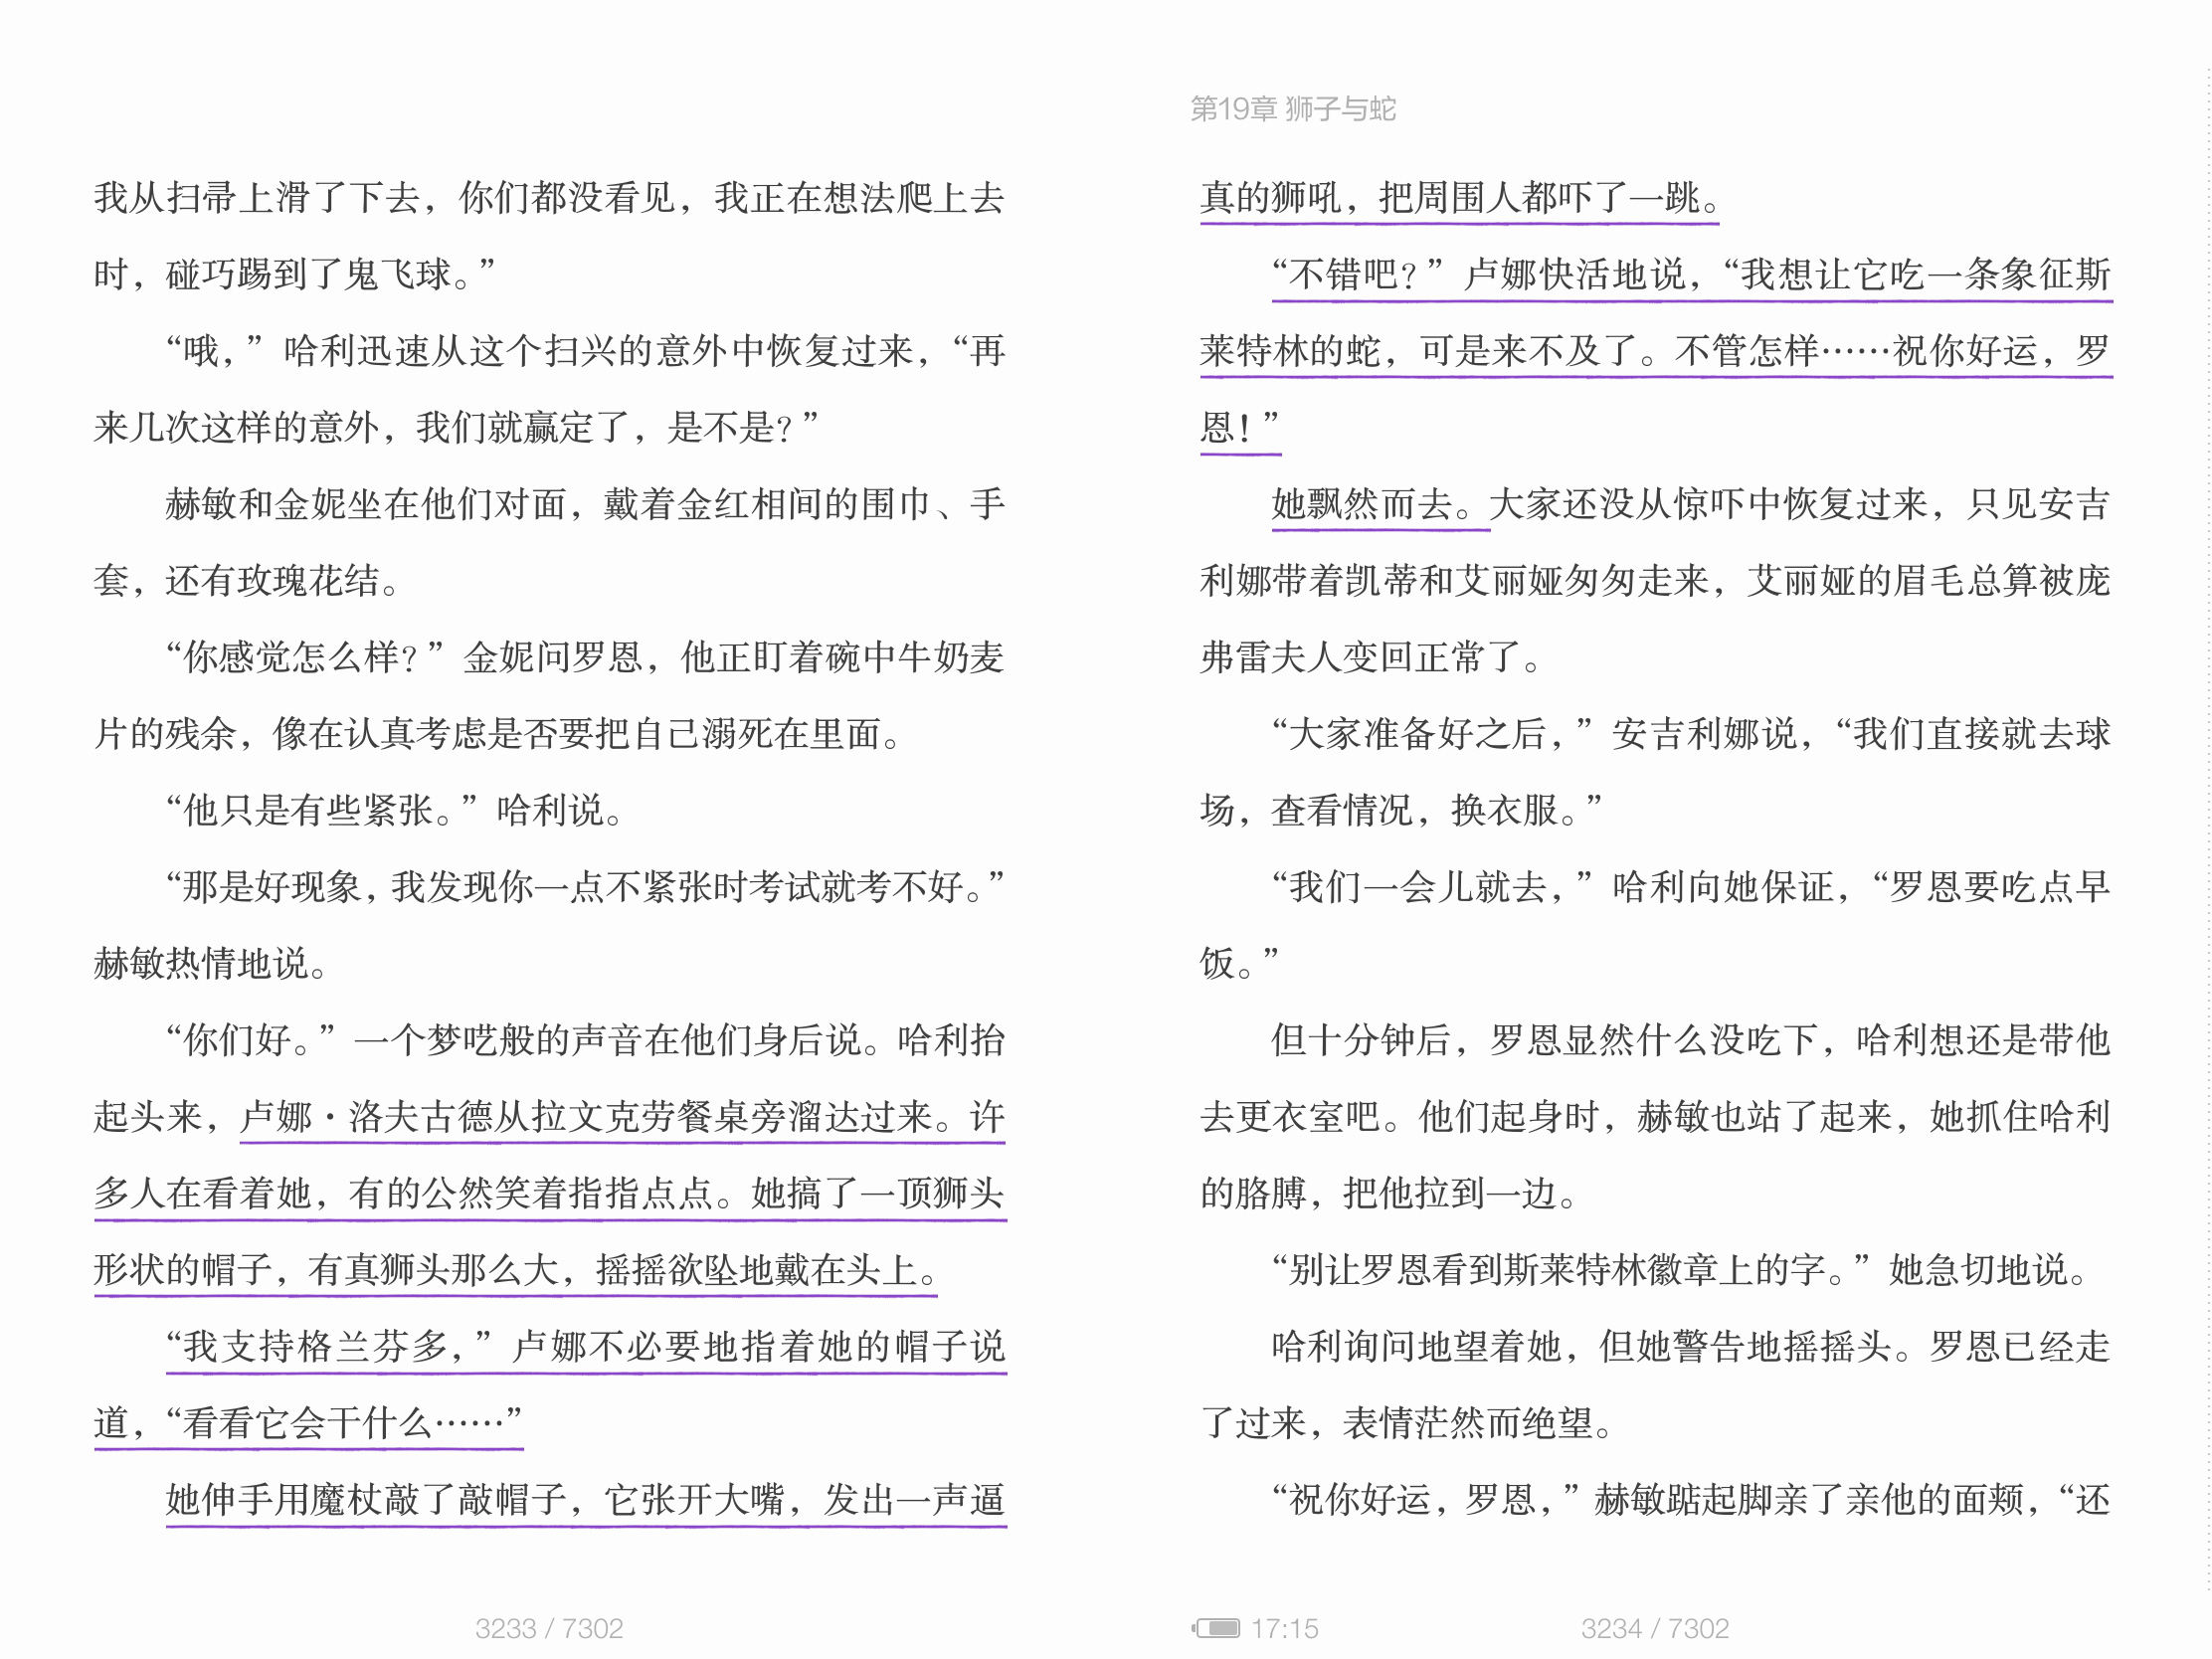 我从扫帚上滑了下去，你们都没看见，我正在想法爬上去
时，碰巧踢到了鬼飞球。”
“哦，”哈利迅速从这个扫兴的意外中恢复过来，“再
来几次这样的意外，我们就赢定了，是不是？”
赫敏和金妮坐在他们对面，戴着金红相间的围巾、手
套，还有玫瑰花结。
“你感觉怎么样？”金妮问罗恩，他正盯着碗中牛奶麦
片的残余，像在认真考虑是否要把自己溺死在里面。
“他只是有些紧张。”哈利说。
“那是好现象，我发现你一点不紧张时考试就考不好。”
赫敏热情地说。
“你们好。”一个梦呓般的声音在他们身后说。哈利抬
起头来，卢娜·洛夫古德从拉文克劳餐桌旁溜达过来。许
多人在看着她，有的公然笑着指指点点。她搞了一顶狮头
形状的帽子，有真狮头那么大，摇摇欲坠地戴在头上。
“我支持格兰芬多，”卢娜不必要地指着她的帽子说
道，“看看它会干什么……”
她伸手用魔杖敲了敲帽子，它张开大嘴，发出一声逼
3233 / 7302
第19章 狮子与蛇
真的狮吼，把周围人都吓了一跳。
“不错吧？”卢娜快活地说，“我想让它吃一条象征斯
莱特林的蛇，可是来不及了。不管怎样……祝你好运，罗
恩！”
她飘然而去。大家还没从惊吓中恢复过来，只见安吉
利娜带着凯蒂和艾丽娅匆匆走来，艾丽娅的眉毛总算被庞
弗雷夫人变回正常了。
“大家准备好之后，”安吉利娜说，“我们直接就去球
场，查看情况，换衣服。”
“我们一会儿就去，”哈利向她保证，“罗恩要吃点早
饭。”
但十分钟后，罗恩显然什么没吃下，哈利想还是带他
去更衣室吧。他们起身时，赫敏也站了起来，她抓住哈利
的胳膊，把他拉到一边。
“别让罗恩看到斯莱特林徽章上的字。”她急切地说。
哈利询问地望着她，但她警告地摇摇头。罗恩已经走
了过来，表情茫然而绝望。
“祝你好运，罗恩，”赫敏踮起脚亲了亲他的面颊，“还
17:15
3234 / 7302